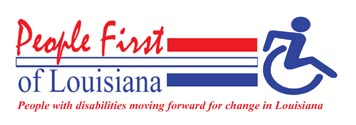 People First
of Louisiana
People with disabilities moving forward for change in Louisiana